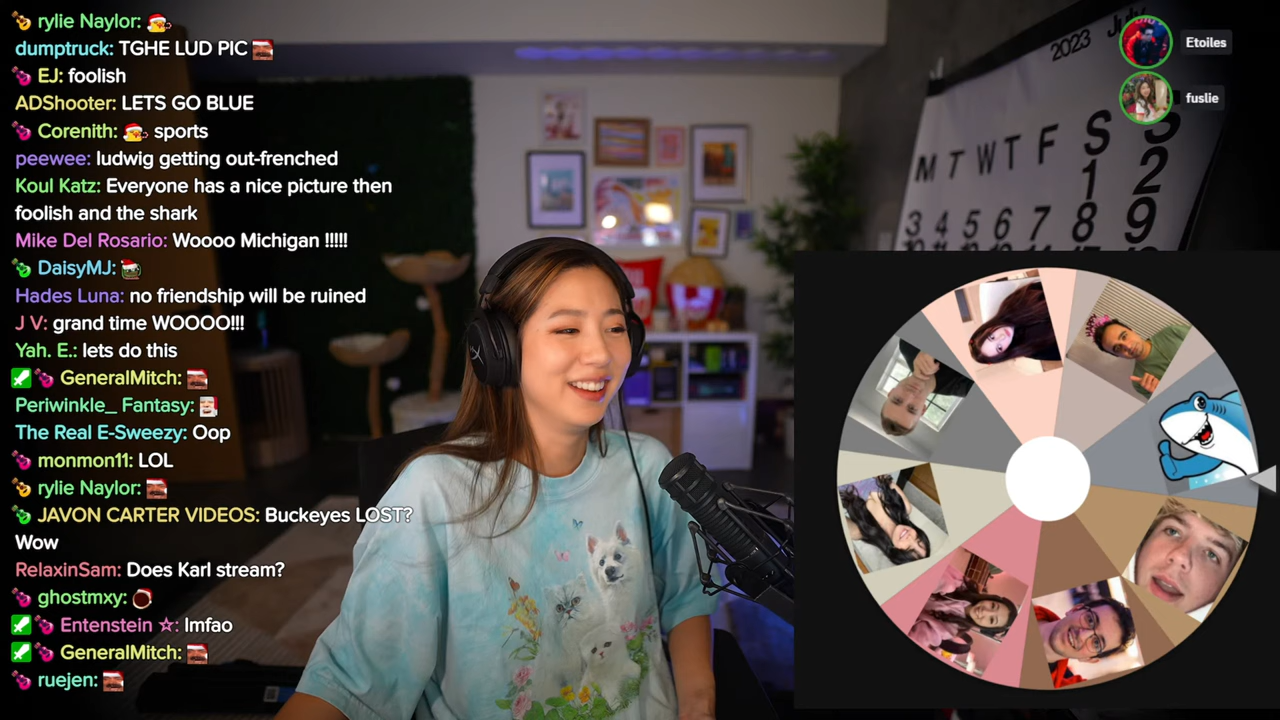 rylie Naylor:
dumptruck: TGHE LUD PIC
EJ: foolish
ADShooter: LETS GO BLUE
Corenith: sports
peewee: ludwig getting out-frenched
Koul Katz: Everyone has a nice picture then
foolish and the shark
Mike Del Rosario: Woooo Michigan !!!!!
DaisyMJ:
Hades Luna: no friendship will be ruined
J V: grand time WOOOO!!!
Yah. E.: lets do this
GeneralMitch:
Periwinkle_ Fantasy:
The Real E-Sweezy: Oop
monmon11: LOL
rylie Naylor:
JAVON CARTER VIDEOS: Buckeyes LOST?
Wow
RelaxinSam: Does Karl stream?
ghostmxy:
Entenstein ☆: lmfao
GeneralMitch:
ruejen:
2023 July
Etoiles
fuslie
M T W T F S S
1 2
3 4 5 6 7 8 9